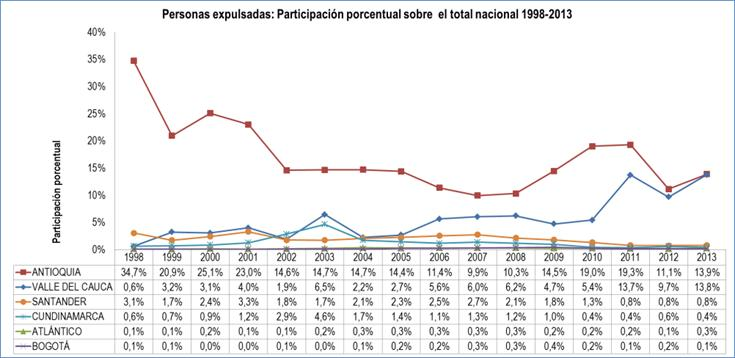 Personas expulsadas: Participación porcentual sobre el total nacional 1998-2013
40%
35%
30%
25%
20%
15%
10%
5%
0%
Participación porcentual
1998 1999 2000 2001 2002 2003 2004 2005 2006 2007 2008 2009 2010 2011 2012 2013
ANTIOQUIA 34,7% 20,9% 25,1% 23,0% 14,6% 14,7% 14,7% 14,4% 11,4% 9,9% 10,3% 14,5% 19,0% 19,3% 11,1% 13,9%
VALLE DEL CAUCA 0,6% 3,2% 3,1% 4,0% 1,9% 6,5% 2,2% 2,7% 5,6% 6,0% 6,2% 4,7% 5,4% 13,7% 9,7% 13,8%
SANTANDER 3,1% 1,7% 2,4% 3,3% 1,8% 1,7% 2,1% 2,3% 2,5% 2,7% 2,1% 1,8% 1,3% 0,8% 0,8% 0,8%
CUNDINAMARCA 0,6% 0,7% 0,9% 1,2% 2,9% 4,6% 1,7% 1,4% 1,1% 1,3% 1,2% 1,0% 0,4% 0,4% 0,6% 0,4%
ATLÁNTICO 0,1% 0,1% 0,2% 0,1% 0,1% 0,2% 0,3% 0,3% 0,3% 0,3% 0,3% 0,2% 0,2% 0,2% 0,1% 0,3%
BOGOTÁ 0,1% 0,1% 0,0% 0,0% 0,1% 0,1% 0,1% 0,2% 0,2% 0,3% 0,3% 0,4% 0,2% 0,1% 0,2% 0,1%